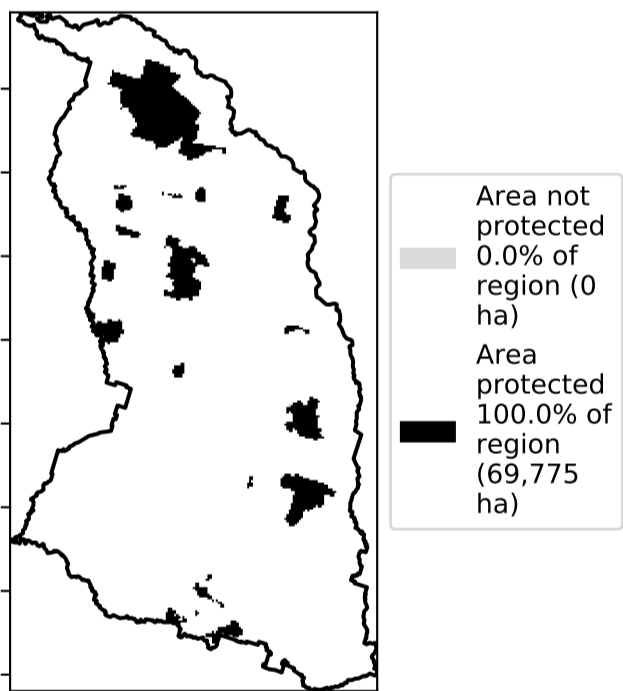 Area not
protected
0.0% of
region (0
ha)
Area
protected
100.0% of
region
(69,775
ha)